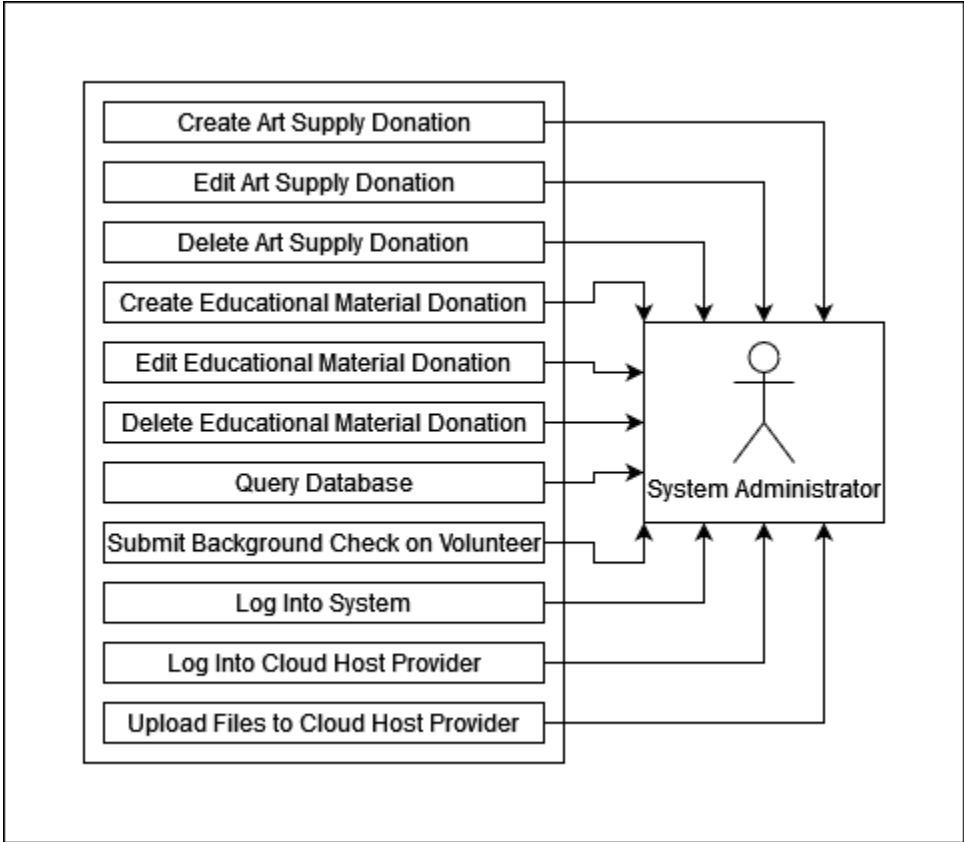 Create Art Supply Donation
Edit Art Supply Donation
Delete Art Supply Donation
Create Educational Material Donation
Edit Educational Material Donation
Delete Educational Material Donation
Query Database
Submit Background Check on Volunteer
Log Into System
Log Into Cloud Host Provider
Upload Files to Cloud Host Provider
System Administrator